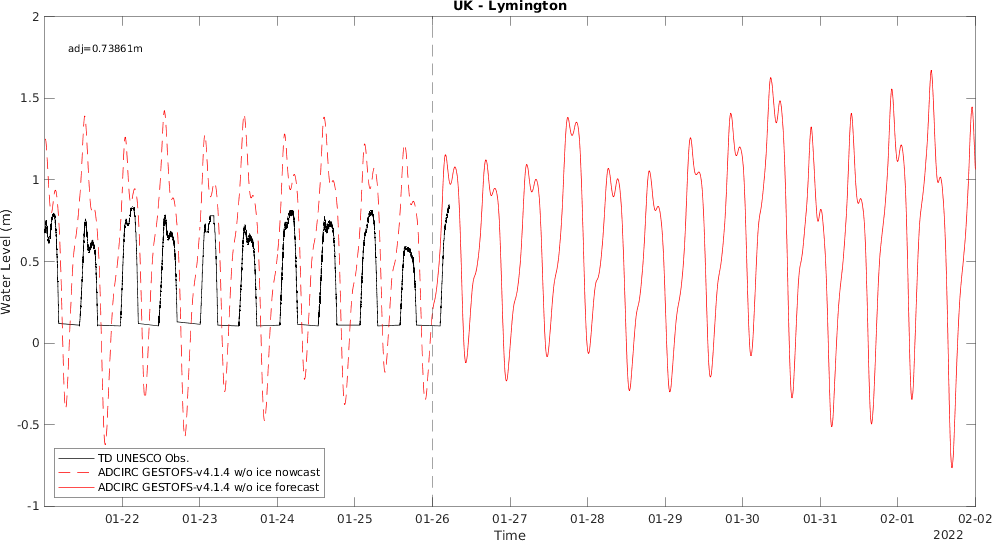 UK - Lymington
adj=0.73861m
Water Level (m)
2
1.5
1
0.5
0
-0.5
-1
TD UNESCO Obs.
ADCIRC GESTOFS-v4.1.4 w/o ice nowcast
ADCIRC GESTOFS-v4.1.4 w/o ice forecast
01-22 01-23 01-24 01-25 01-26 01-27 01-28 01-29 01-30 01-31 02-01 02-02
Time
2022